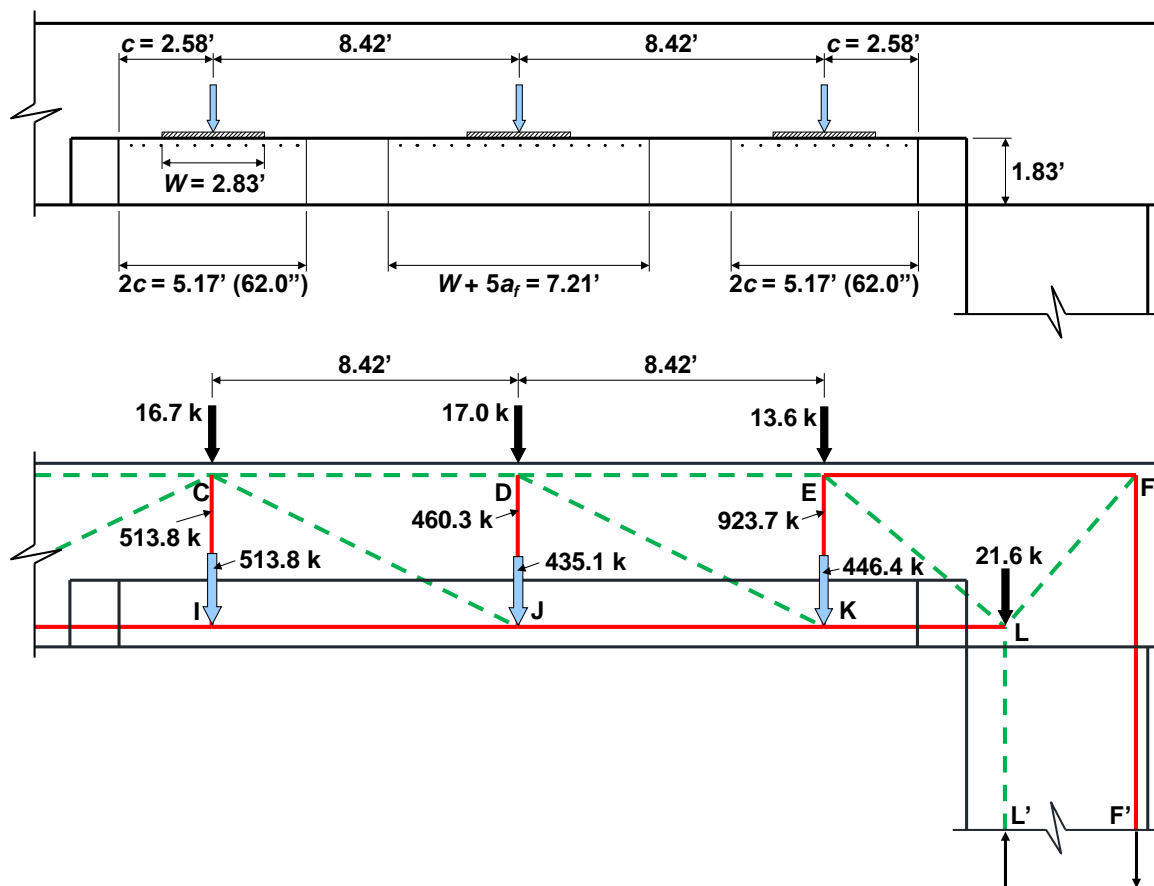 c = 2.58’ 8.42’ 8.42’ c = 2.58’
W = 2.83’
1.83’
2c = 5.17’ (62.0”) W + 5a_f = 7.21’ 2c = 5.17’ (62.0”)
8.42’ 8.42’
16.7 k 17.0 k 13.6 k
C D E F
513.8 k 460.3 k 923.7 k
513.8 k 435.1 k 446.4 k 21.6 k
I J K L
L’ F’